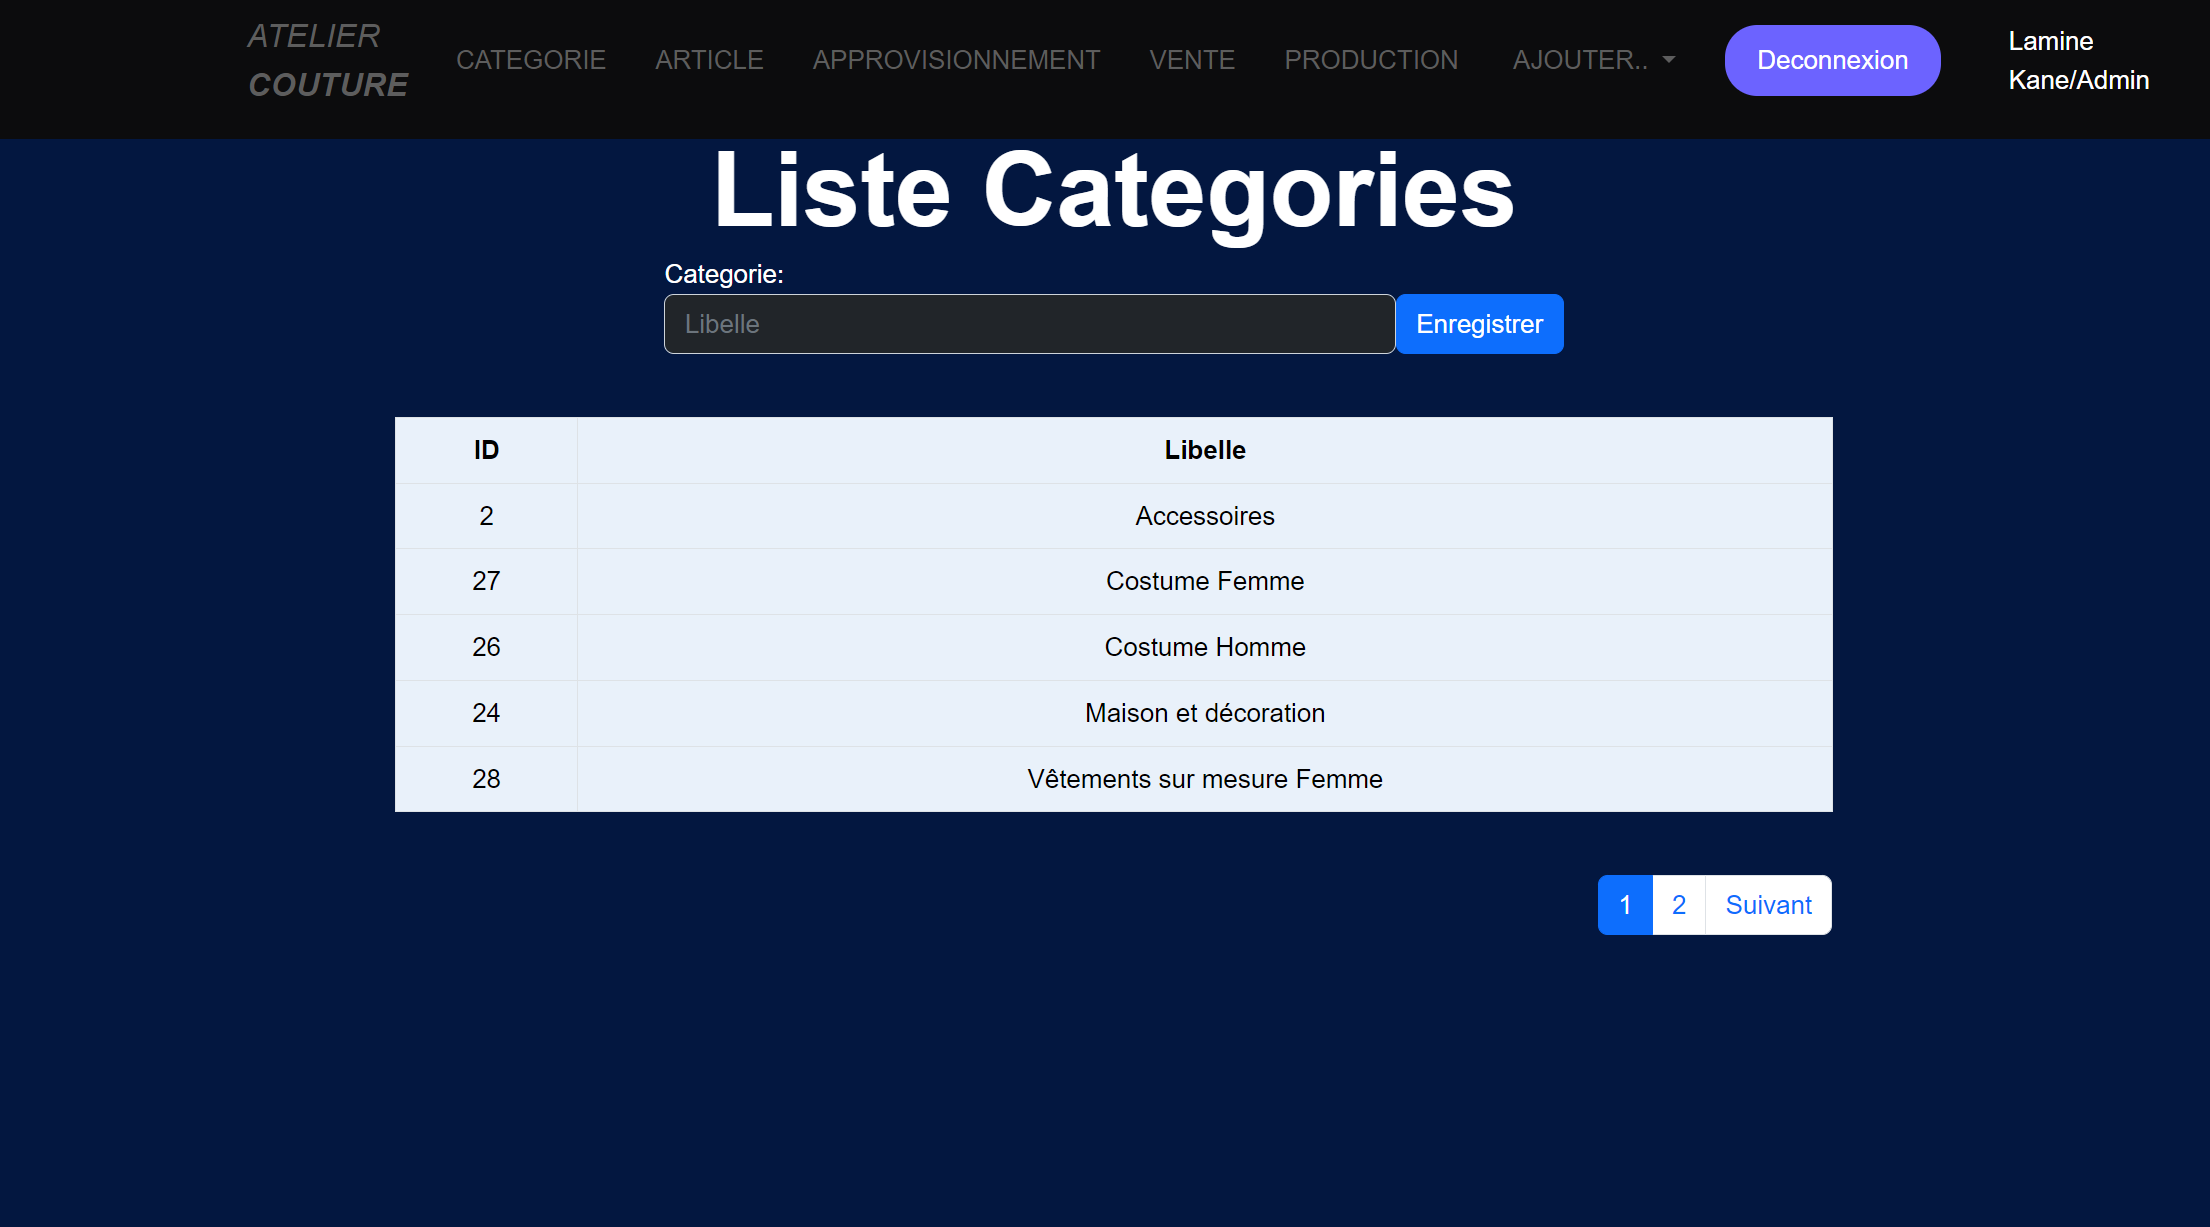 ATELIER
COUTURE
CATEGORIE ARTICLE APPROVISIONNEMENT VENTE PRODUCTION AJOUTER.. Deconnexion
Lamine
Kane/Admin
Liste Categories
Categorie:
Libelle Enregistrer
ID Libelle
2 Accessoires
27 Costume Femme
26 Costume Homme
24 Maison et décoration
28 Vêtements sur mesure Femme
1 2 Suivant